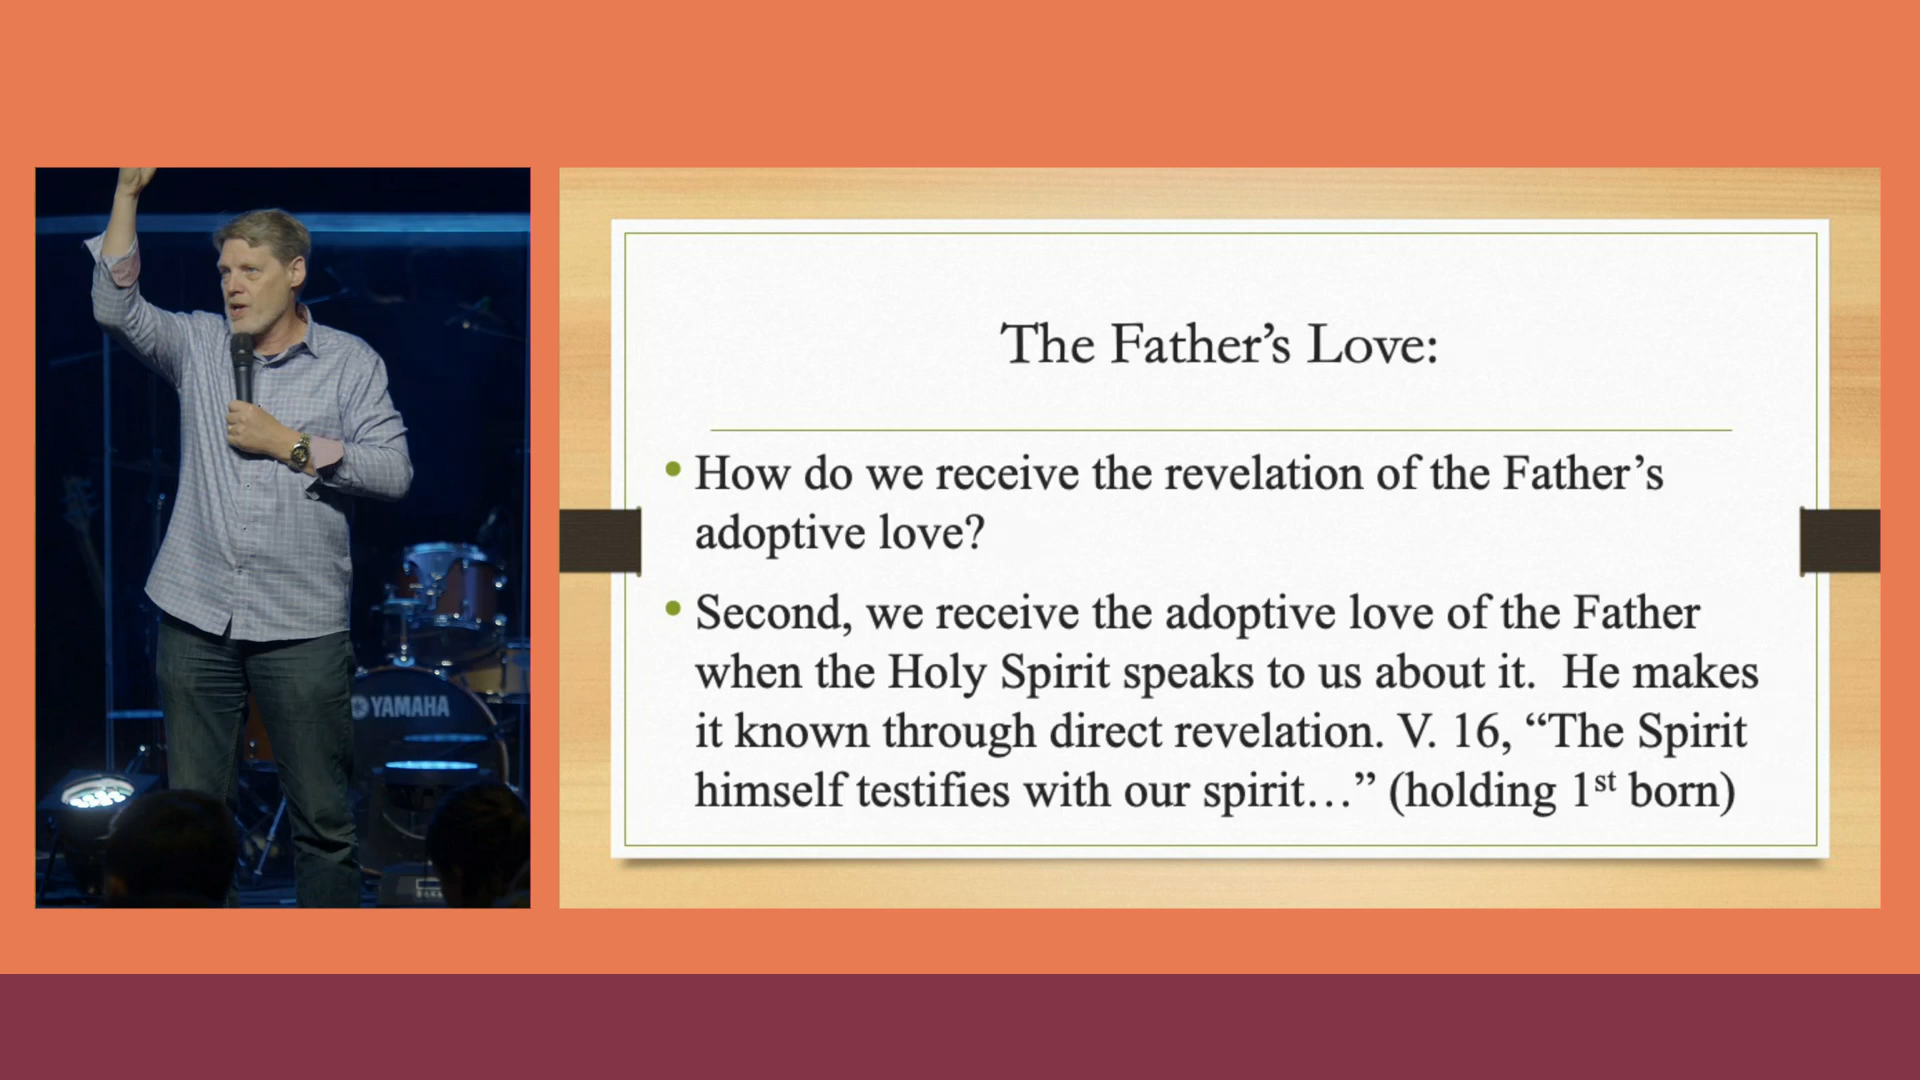 The Father’s Love:
• How do we receive the revelation of the Father’s
adoptive love?
• Second, we receive the adoptive love of the Father
when the Holy Spirit speaks to us about it.  He makes
it known through direct revelation. V. 16, “The Spirit
himself testifies with our spirit…” (holding 1st born)
YAMAHA